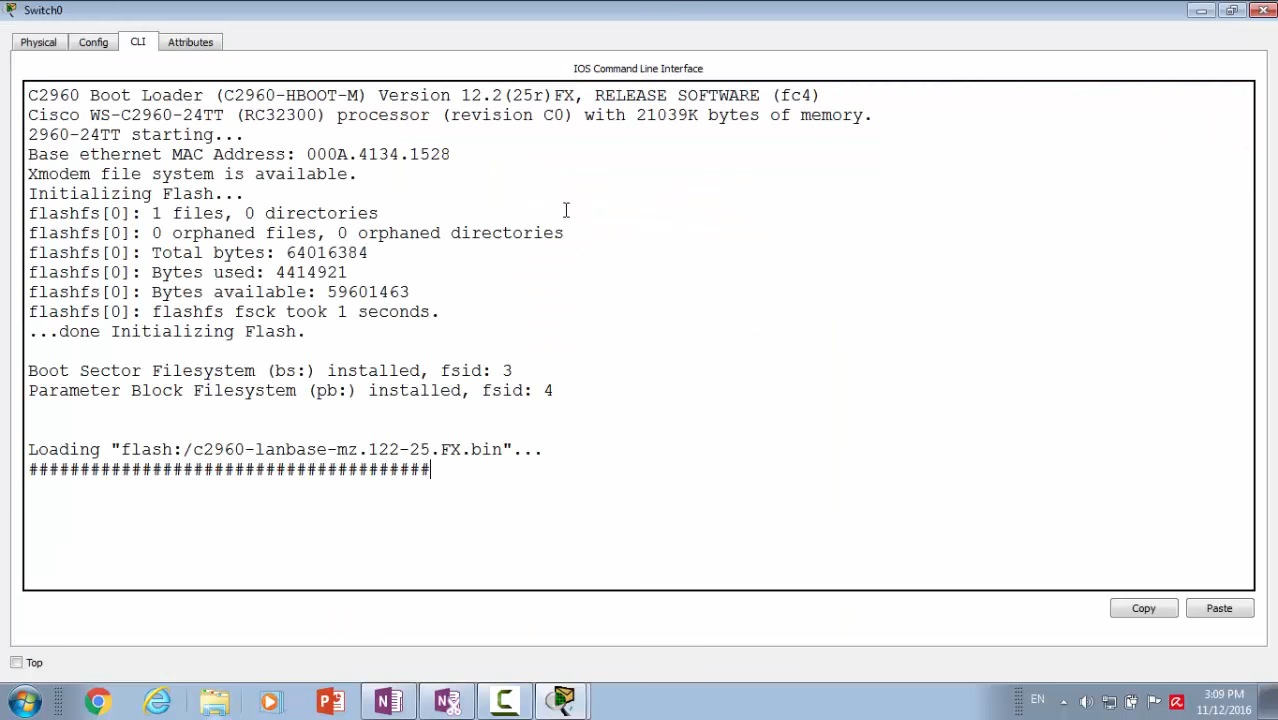 Switch0
Physical
Config
CLI
Attributes
IOS Command Line Interface
C2960 Boot Loader (C2960-HBOOT-M) Version 12.2(25r)FX, RELEASE SOFTWARE (fc4)
Cisco WS-C2960-24TT (RC32300) processor (revision C0) with 21039K bytes of memory.
2960-24TT starting...
Base ethernet MAC Address: 000A.4134.1528
Xmodem file system is available.
Initializing Flash...
flashfs[0]: 1 files, 0 directories
flashfs[0]: 0 orphaned files, 0 orphaned directories
flashfs[0]: Total bytes: 64016384
flashfs[0]: Bytes used: 4414921
flashfs[0]: Bytes available: 59601463
flashfs[0]: flashfs fsck took 1 seconds.
...done Initializing Flash.
Boot Sector Filesystem (bs:) installed, fsid: 3
Parameter Block Filesystem (pb:) installed, fsid: 4
Loading "flash:/c2960-lanbase-mz.122-25.FX.bin"...
#######################################
Copy
Paste
Top
EN
3:09 PM
11/12/2016